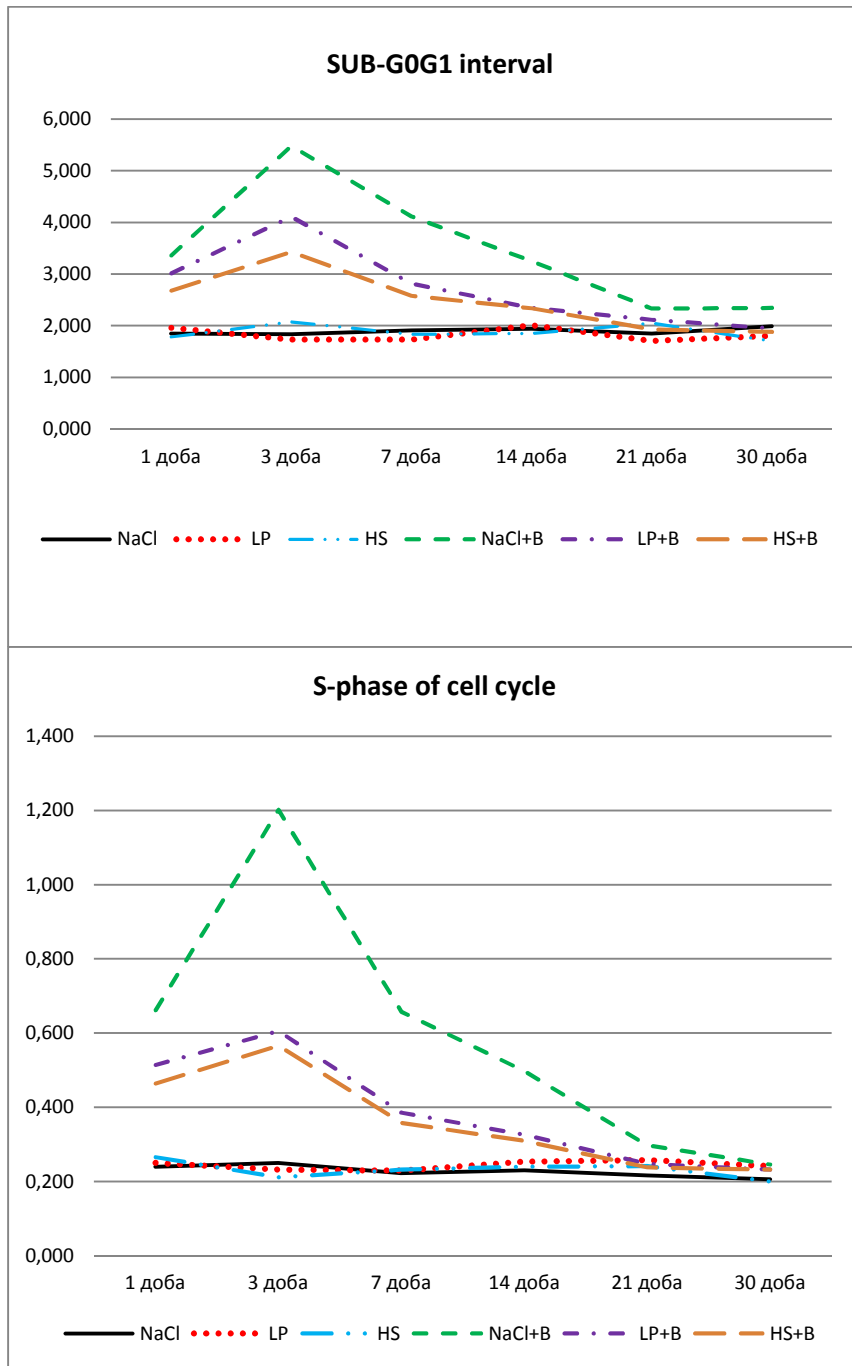 SUB-G0G1 interval
6,000
5,000
4,000
3,000
2,000
1,000
0,000
1 доба 3 доба 7 доба 14 доба 21 доба 30 доба
NaCl LP HS NaCl+B LP+B HS+B
S-phase of cell cycle
1,400
1,200
1,000
0,800
0,600
0,400
0,200
0,000
1 доба 3 доба 7 доба 14 доба 21 доба 30 доба
NaCl LP HS NaCl+B LP+B HS+B